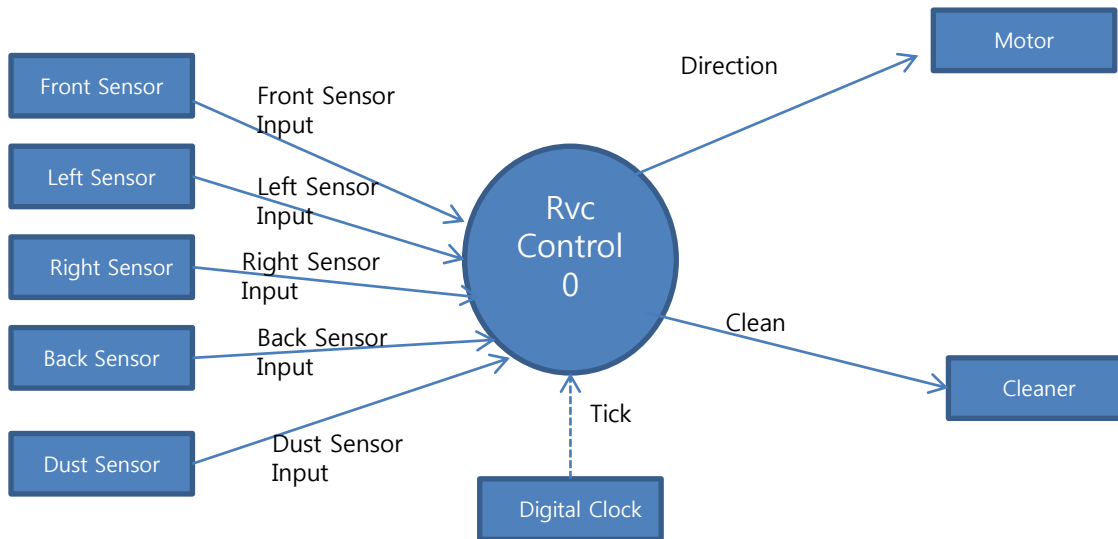 Front Sensor
Left Sensor
Right Sensor
Back Sensor
Dust Sensor
Front Sensor
Input
Left Sensor
Input
Right Sensor
Input
Back Sensor
Input
Dust Sensor
Input
Rvc
Control
0
Tick
Digital Clock
Direction
Motor
Clean
Cleaner